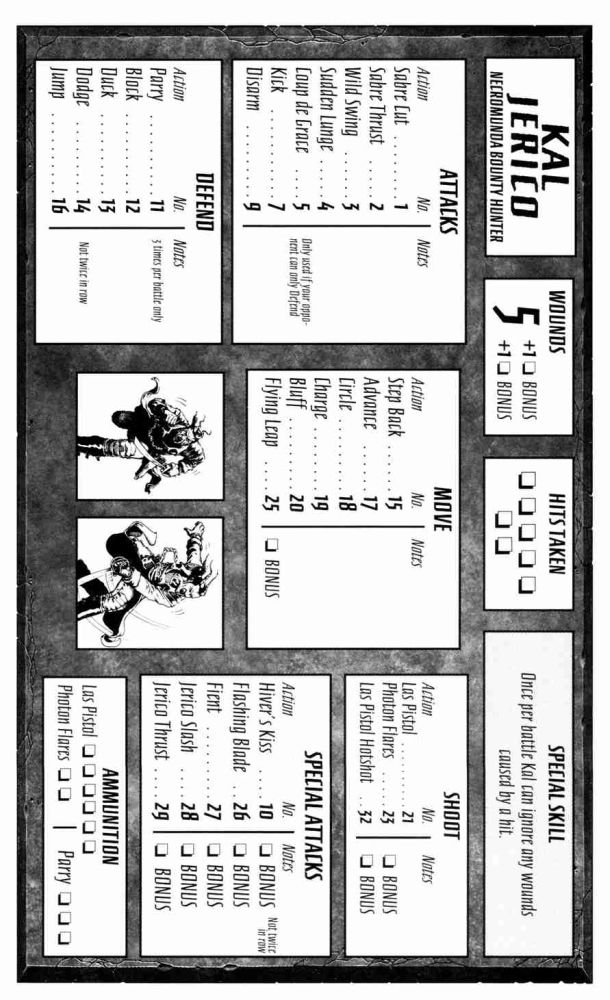 KAL
JERICO
NECROMUNDA BOUNTY HUNTER
WOUNDS
5 +1 ☐ BONUS
+1 ☐ BONUS
HITS TAKEN
☐ ☐ ☐ ☐ ☐
☐ ☐
SPECIAL SKILL
Once per battle Kal can ignore any wounds
caused by a hit.
ATTACKS
Action No. Notes
Sabre Cut . . . . . . . . . 1
Sabre Thrust . . . . . 2
Wild Swing . . . . . . 3
Sudden Lunge . . . . 4
Coup de Grace . . . 5 Only used if your oppo-
nent can only Defend
Kick . . . . . . . . . . 7
Disarm . . . . . . . . 9
MOVE
Action No. Notes
Step Back . . . . . . 15
Advance . . . . . . . 17
Circle . . . . . . . . . 18
Charge . . . . . . . . 19
Bluff . . . . . . . . . 20
Flying Leap . . . . 25 ☐ BONUS
SHOOT
Action No. Notes
Las Pistol . . . . . . . . 21
Photon Flares . . . . . 23 ☐ BONUS
Las Pistol Hotshot . . 32 ☐ BONUS
DEFEND
Action No. Notes
Parry . . . . . . . . . 11 3 times per battle only
Block . . . . . . . . . 12
Duck . . . . . . . . . 13
Dodge . . . . . . . . 14 Not twice in row
Jump . . . . . . . . . 16
SPECIAL ATTACKS
Action No. Notes
Hiver's Kiss . . . . . 10 ☐ BONUS Not twice
in row
Flashing Blade . . 26 ☐ BONUS
Fient . . . . . . . . . 27 ☐ BONUS
Jerico Slash . . . . 28 ☐ BONUS
Jerico Thrust . . . . 29 ☐ BONUS
AMMUNITION
Las Pistol ☐ ☐ ☐ ☐ ☐ ☐
Photon Flares ☐ ☐ | Parry ☐ ☐ ☐